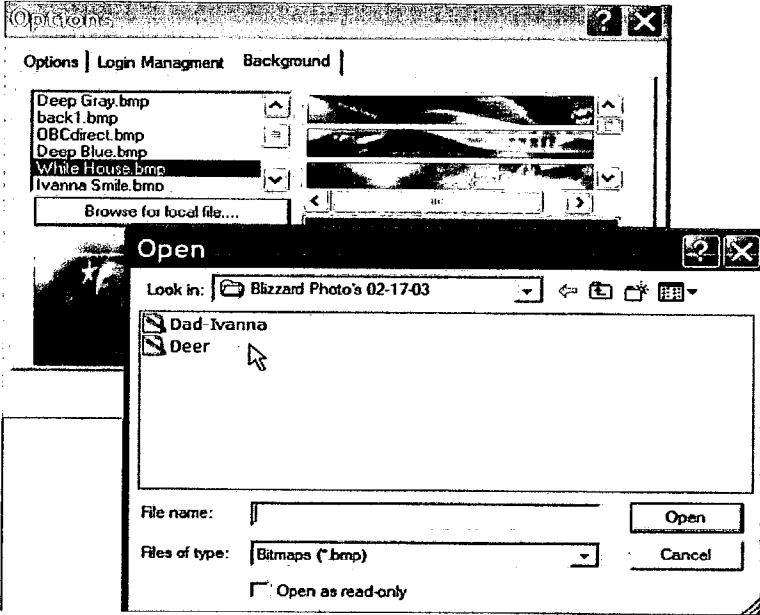 Options
Options | Login Managment Background |
Deep Gray.bmp
back1.bmp
OBCdirect.bmp
Deep Blue.bmp
White House.bmp
Ivanna Smile.bmp
Browse for local file....
Open
Look in: Blizzard Photo's 02-17-03
Dad-Ivanna
Deer
File name:
Open
Files of type: Bitmaps (*.bmp)
Cancel
Open as read-only